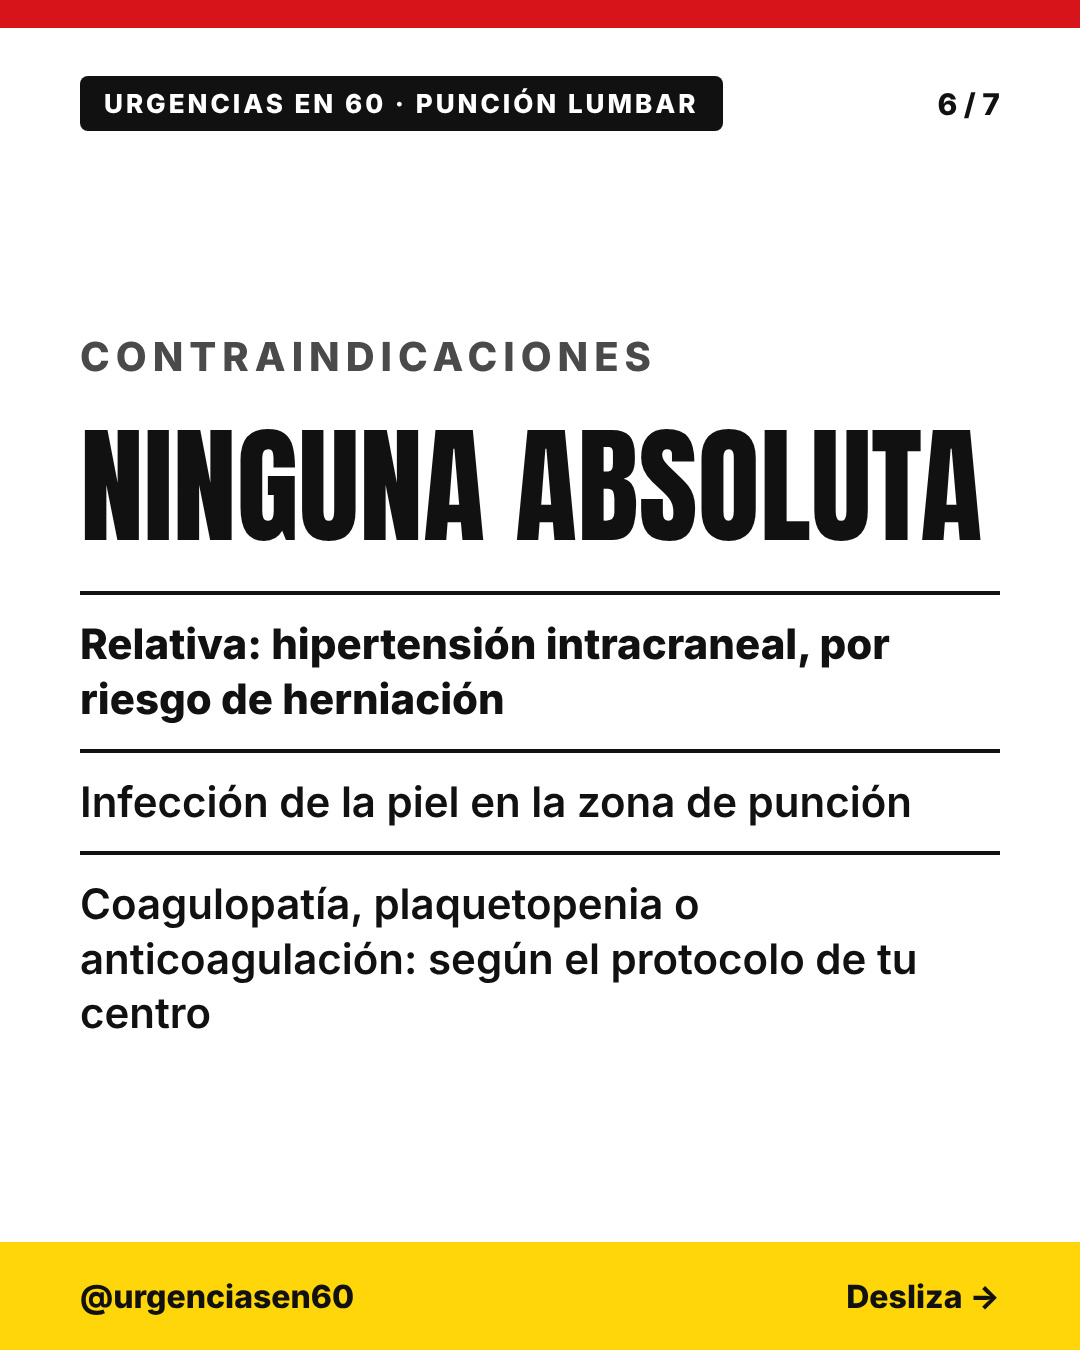 URGENCIAS EN 60 · PUNCIÓN LUMBAR
6 / 7
CONTRAINDICACIONES
NINGUNA ABSOLUTA
Relativa: hipertensión intracraneal, por
riesgo de herniación
Infección de la piel en la zona de punción
Coagulopatía, plaquetopenia o
anticoagulación: según el protocolo de tu
centro
@urgenciasen60
Desliza →